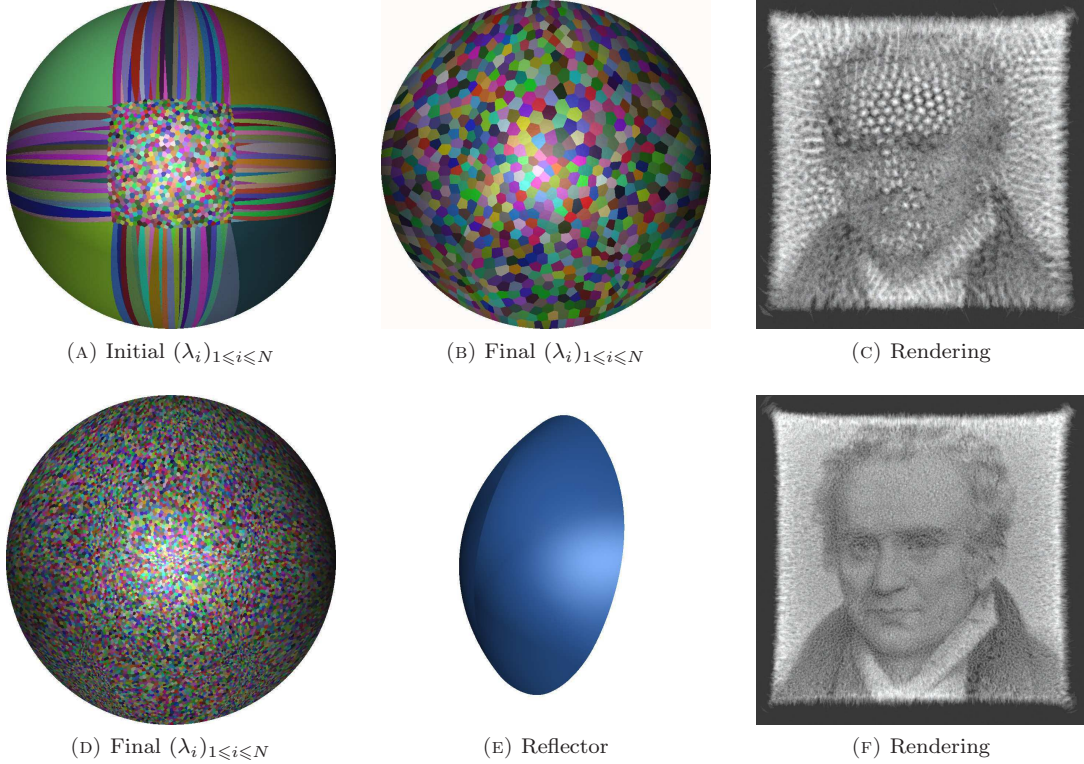 (A) Initial (λᵢ)₁⩽ᵢ⩽N
(B) Final (λᵢ)₁⩽ᵢ⩽N
(C) Rendering
(D) Final (λᵢ)₁⩽ᵢ⩽N
(E) Reflector
(F) Rendering